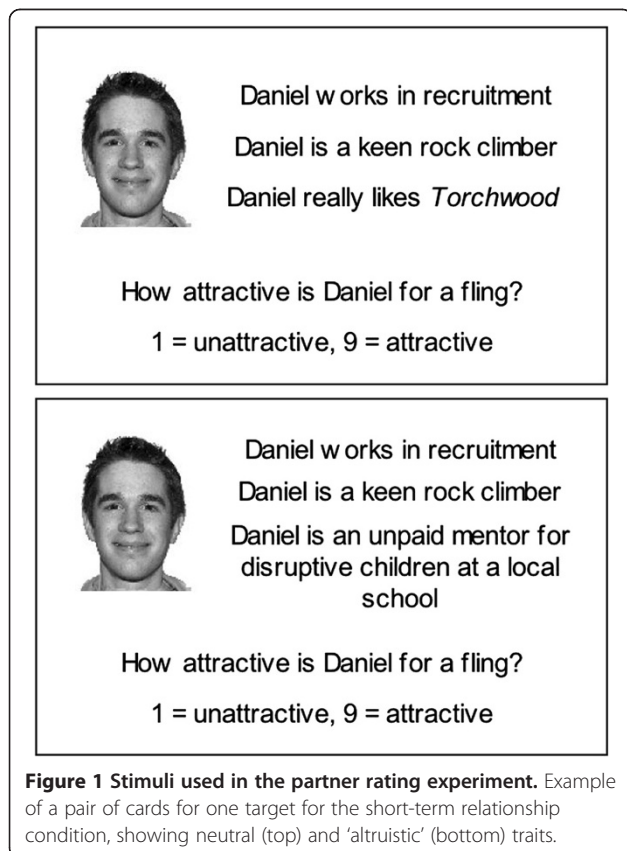 Daniel works in recruitment
Daniel is a keen rock climber
Daniel really likes Torchwood
How attractive is Daniel for a fling?
1 = unattractive, 9 = attractive
Daniel works in recruitment
Daniel is a keen rock climber
Daniel is an unpaid mentor for
disruptive children at a local
school
How attractive is Daniel for a fling?
1 = unattractive, 9 = attractive
Figure 1 Stimuli used in the partner rating experiment. Example
of a pair of cards for one target for the short-term relationship
condition, showing neutral (top) and ‘altruistic’ (bottom) traits.